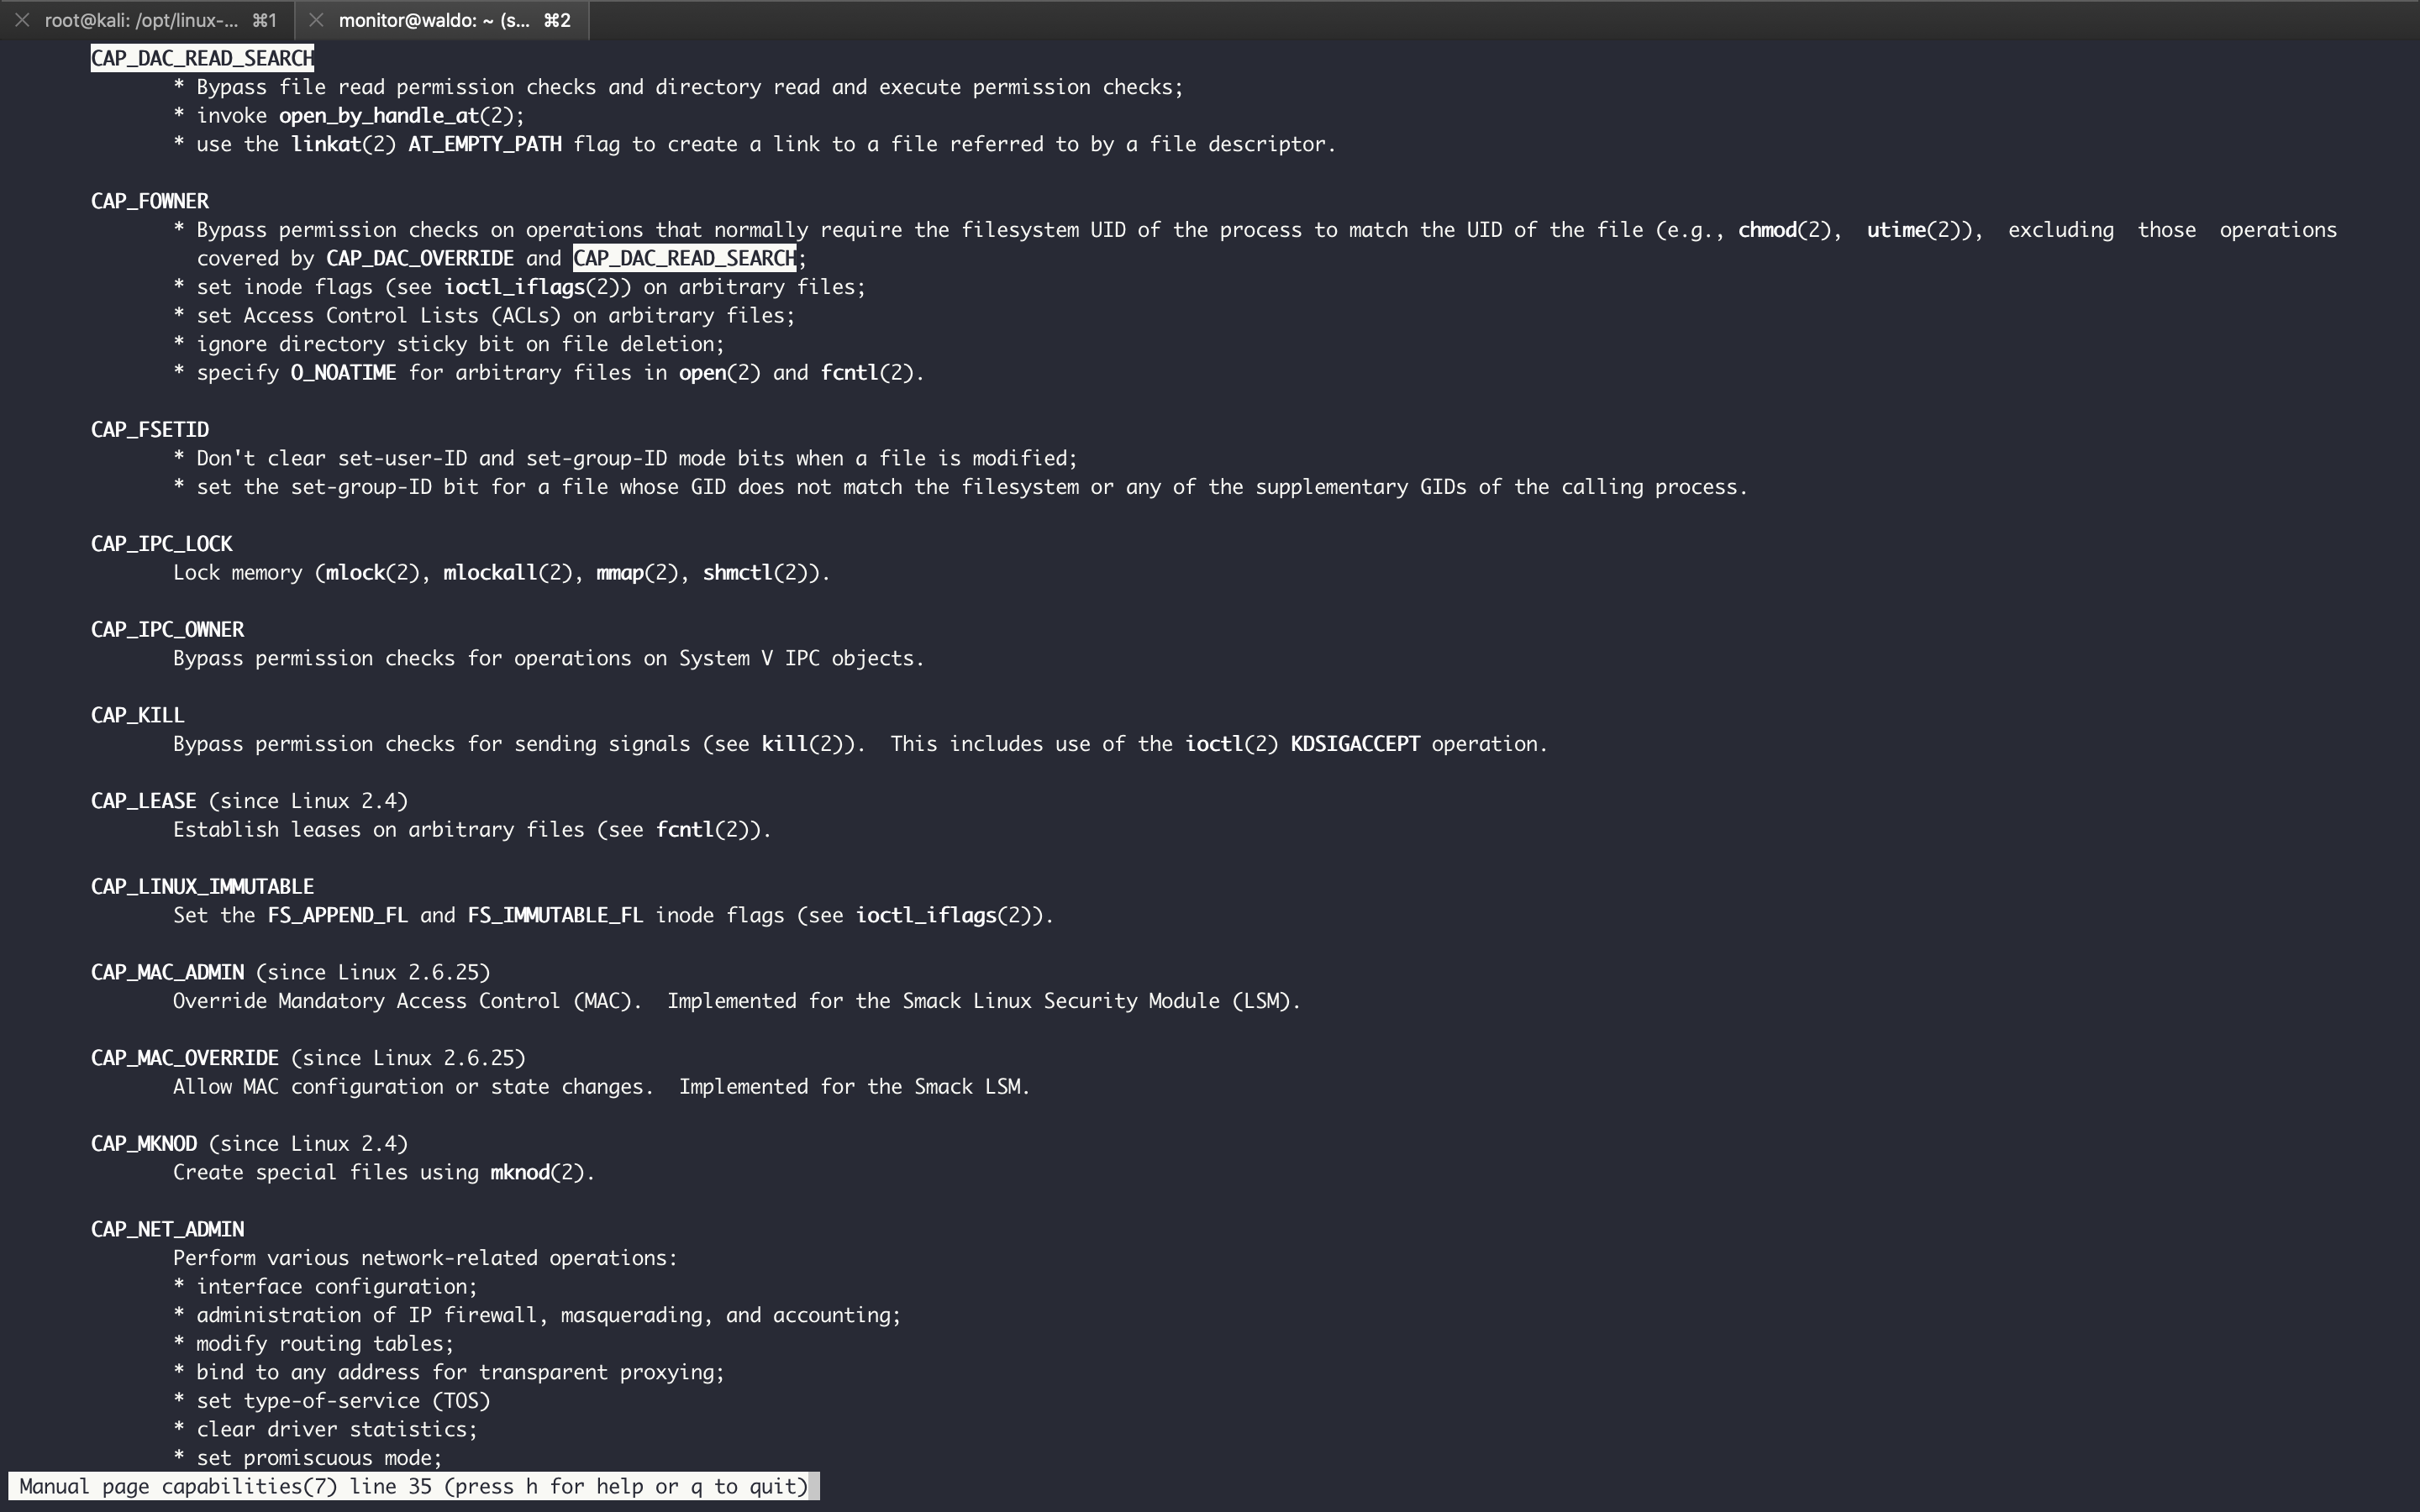 root@kali: /opt/linux-... ⌘1
monitor@waldo: ~ (s... ⌘2
CAP_DAC_READ_SEARCH
* Bypass file read permission checks and directory read and execute permission checks;
* invoke open_by_handle_at(2);
* use the linkat(2) AT_EMPTY_PATH flag to create a link to a file referred to by a file descriptor.
CAP_FOWNER
* Bypass permission checks on operations that normally require the filesystem UID of the process to match the UID of the file (e.g., chmod(2),  utime(2)),  excluding  those  operations
covered by CAP_DAC_OVERRIDE and CAP_DAC_READ_SEARCH;
* set inode flags (see ioctl_iflags(2)) on arbitrary files;
* set Access Control Lists (ACLs) on arbitrary files;
* ignore directory sticky bit on file deletion;
* specify O_NOATIME for arbitrary files in open(2) and fcntl(2).
CAP_FSETID
* Don't clear set-user-ID and set-group-ID mode bits when a file is modified;
* set the set-group-ID bit for a file whose GID does not match the filesystem or any of the supplementary GIDs of the calling process.
CAP_IPC_LOCK
Lock memory (mlock(2), mlockall(2), mmap(2), shmctl(2)).
CAP_IPC_OWNER
Bypass permission checks for operations on System V IPC objects.
CAP_KILL
Bypass permission checks for sending signals (see kill(2)).  This includes use of the ioctl(2) KDSIGACCEPT operation.
CAP_LEASE (since Linux 2.4)
Establish leases on arbitrary files (see fcntl(2)).
CAP_LINUX_IMMUTABLE
Set the FS_APPEND_FL and FS_IMMUTABLE_FL inode flags (see ioctl_iflags(2)).
CAP_MAC_ADMIN (since Linux 2.6.25)
Override Mandatory Access Control (MAC).  Implemented for the Smack Linux Security Module (LSM).
CAP_MAC_OVERRIDE (since Linux 2.6.25)
Allow MAC configuration or state changes.  Implemented for the Smack LSM.
CAP_MKNOD (since Linux 2.4)
Create special files using mknod(2).
CAP_NET_ADMIN
Perform various network-related operations:
* interface configuration;
* administration of IP firewall, masquerading, and accounting;
* modify routing tables;
* bind to any address for transparent proxying;
* set type-of-service (TOS)
* clear driver statistics;
* set promiscuous mode;
Manual page capabilities(7) line 35 (press h for help or q to quit)